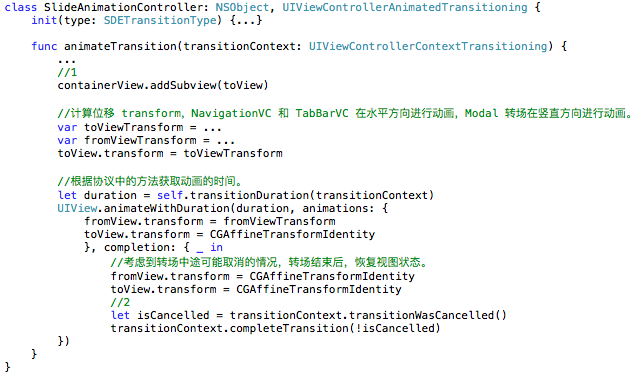 class SlideAnimationController: NSObject, UIViewControllerAnimatedTransitioning {
    init(type: SDETransitionType) {...}

    func animateTransition(transitionContext: UIViewControllerContextTransitioning) {
        ...
        //1
        containerView.addSubview(toView)

        //计算位移 transform，NavigationVC 和 TabBarVC 在水平方向进行动画，Modal 转场在竖直方向进行动画。
        var toViewTransform = ...
        var fromViewTransform = ...
        toView.transform = toViewTransform

        //根据协议中的方法获取动画的时间。
        let duration = self.transitionDuration(transitionContext)
        UIView.animateWithDuration(duration, animations: {
            fromView.transform = fromViewTransform
            toView.transform = CGAffineTransformIdentity
            }, completion: { _ in
                //考虑到转场中途可能取消的情况，转场结束后，恢复视图状态。
                fromView.transform = CGAffineTransformIdentity
                toView.transform = CGAffineTransformIdentity
                //2
                let isCancelled = transitionContext.transitionWasCancelled()
                transitionContext.completeTransition(!isCancelled)
        })
    }
}